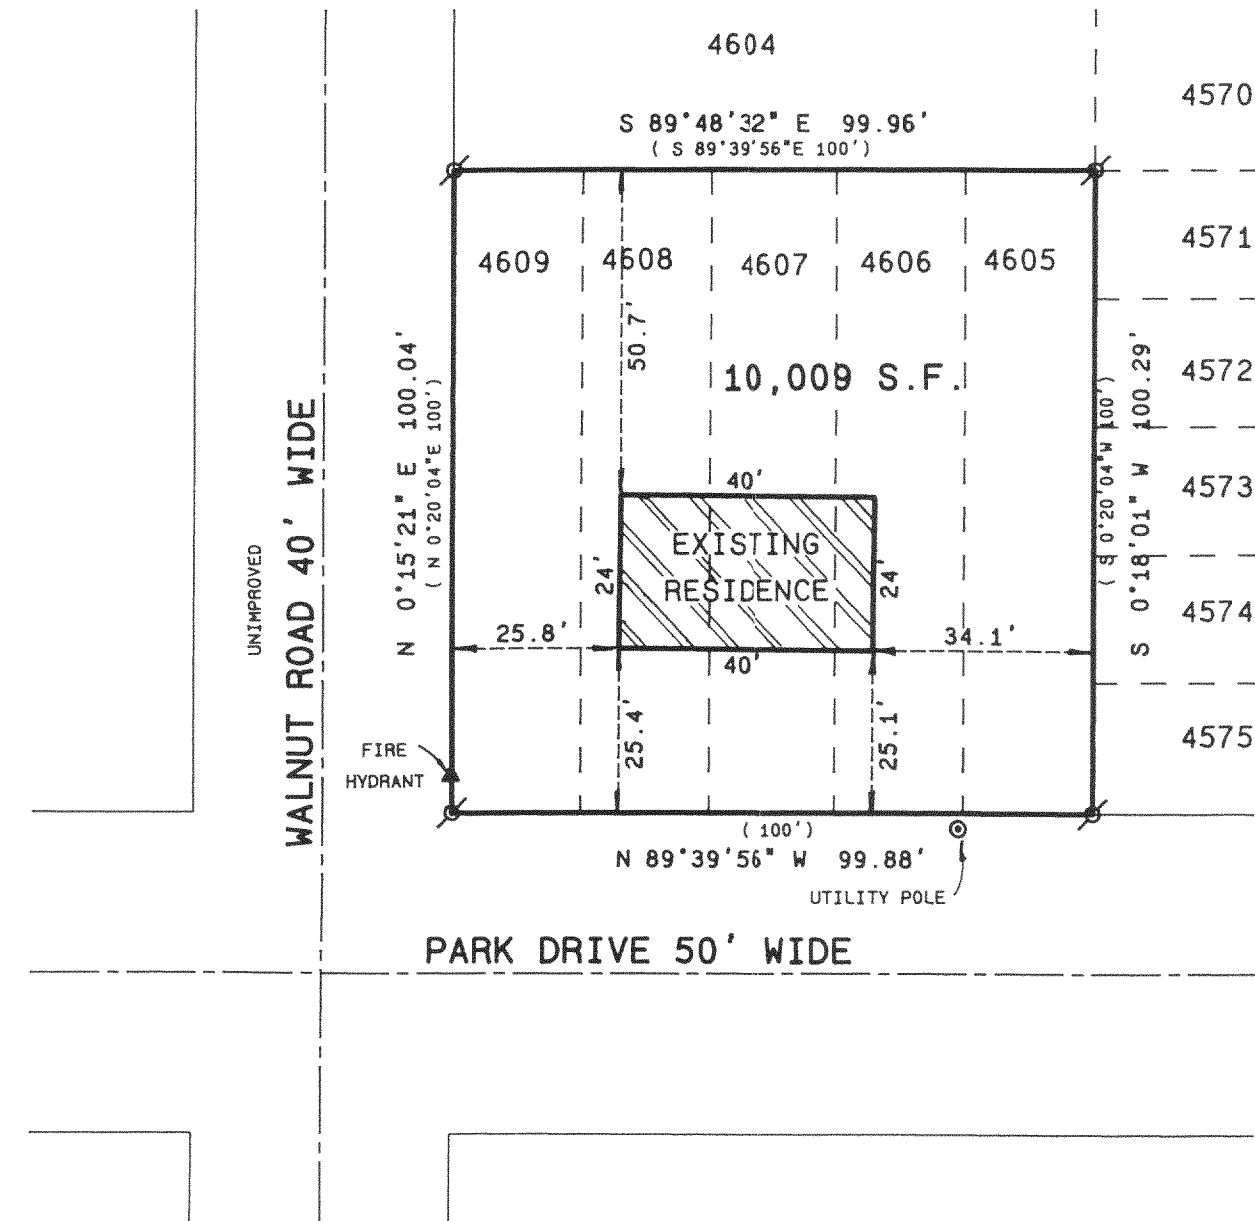 4604
4570
S 89°48'32" E 99.96'
( S 89°39'56"E 100')
4609
4608
4607
4606
4605
4571
50.7'
10,009 S.F.
4572
N 0°15'21" E 100.04'
( N 0°20'04"E 100')
( S 0°20'04"W 100')
S 0°18'01" W 100.29'
WALNUT ROAD 40' WIDE
UNIMPROVED
4573
40'
EXISTING
RESIDENCE
24'
24'
4574
25.8'
40'
34.1'
25.4'
25.1'
4575
FIRE
HYDRANT
( 100')
N 89°39'56" W 99.88'
UTILITY POLE
PARK DRIVE 50' WIDE